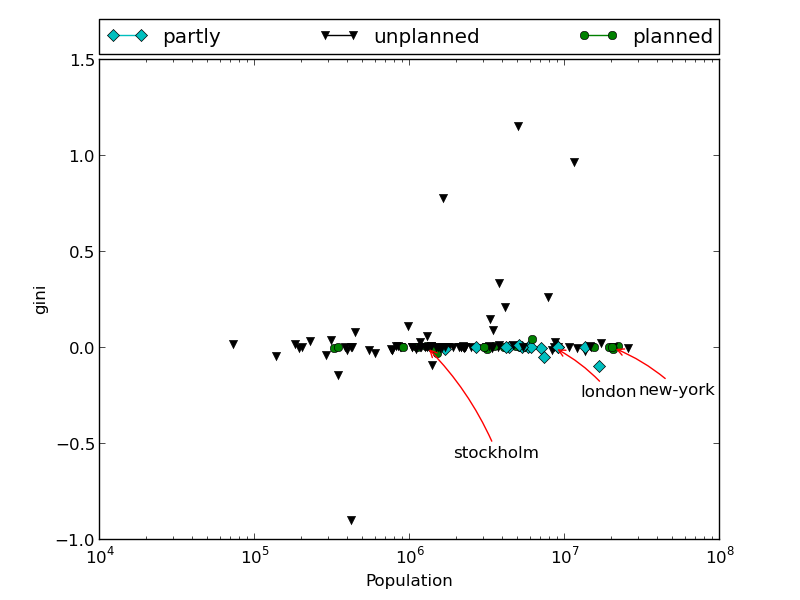 partly unplanned planned
1.5
1.0
0.5
0.0
−0.5
−1.0
gini
london new-york
stockholm
10^4 10^5 10^6 10^7 10^8
Population